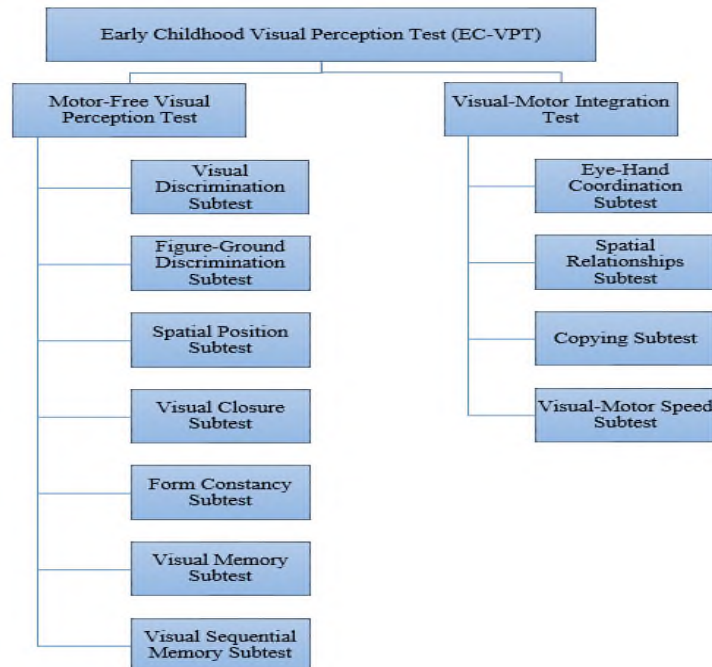 Early Childhood Visual Perception Test (EC-VPT)
Motor-Free Visual
Perception Test
Visual
Discrimination
Subtest
Figure-Ground
Discrimination
Subtest
Spatial Position
Subtest
Visual Closure
Subtest
Form Constancy
Subtest
Visual Memory
Subtest
Visual Sequential
Memory Subtest
Visual-Motor Integration
Test
Eye-Hand
Coordination
Subtest
Spatial
Relationships
Subtest
Copying Subtest
Visual-Motor Speed
Subtest